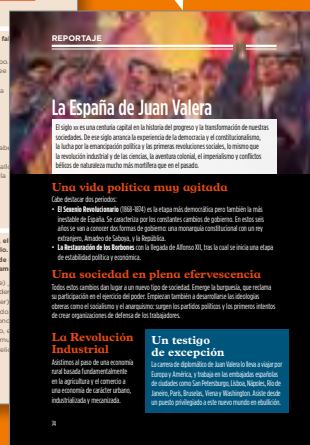 REPORTAJE
La España de Juan Valera
El siglo XIX es una centuria capital en la historia del progreso y la transformación de nuestras
sociedades. De ese siglo arranca la experiencia de la democracia y el constitucionalismo,
la lucha por la emancipación política y las primeras revoluciones sociales, lo mismo que
la revolución industrial y de las ciencias, la aventura colonial, el imperialismo y conflictos
bélicos de naturaleza mucho más mortífera que en el pasado.
Una vida política muy agitada
Cabe destacar dos periodos:
• El Sexenio Revolucionario (1868-1874) es la etapa más democrática pero también la más
inestable de España. Se caracteriza por los constantes cambios de gobierno. En estos seis
años se van a conocer dos formas de gobierno: una monarquía constitucional con un rey
extranjero, Amadeo de Saboya, y la República.
• La Restauración de los Borbones con la llegada de Alfonso XII, tras la cual se inicia una etapa
de estabilidad política y económica.
Una sociedad en plena efervescencia
Todos estos cambios dan lugar a un nuevo tipo de sociedad. Emerge la burguesía, que reclama
su participación en el ejercicio del poder. Empiezan también a desarrollarse las ideologías
obreras como el socialismo y el anarquismo: surgen los partidos políticos y los primeros intentos
de crear organizaciones de defensa de los trabajadores.
La Revolución
Industrial
Asistimos al paso de una economía
rural basada fundamentalmente
en la agricultura y el comercio a
una economía de carácter urbano,
industrializada y mecanizada.
Un testigo
de excepción
La carrera de diplomático de Juan Valera lo lleva a viajar por
Europa y América, y trabaja en las embajadas españolas
de ciudades como San Petersburgo, Lisboa, Nápoles, Río de
Janeiro, París, Bruselas, Viena y Washington. Asiste desde
un puesto privilegiado a este nuevo mundo en ebullición.